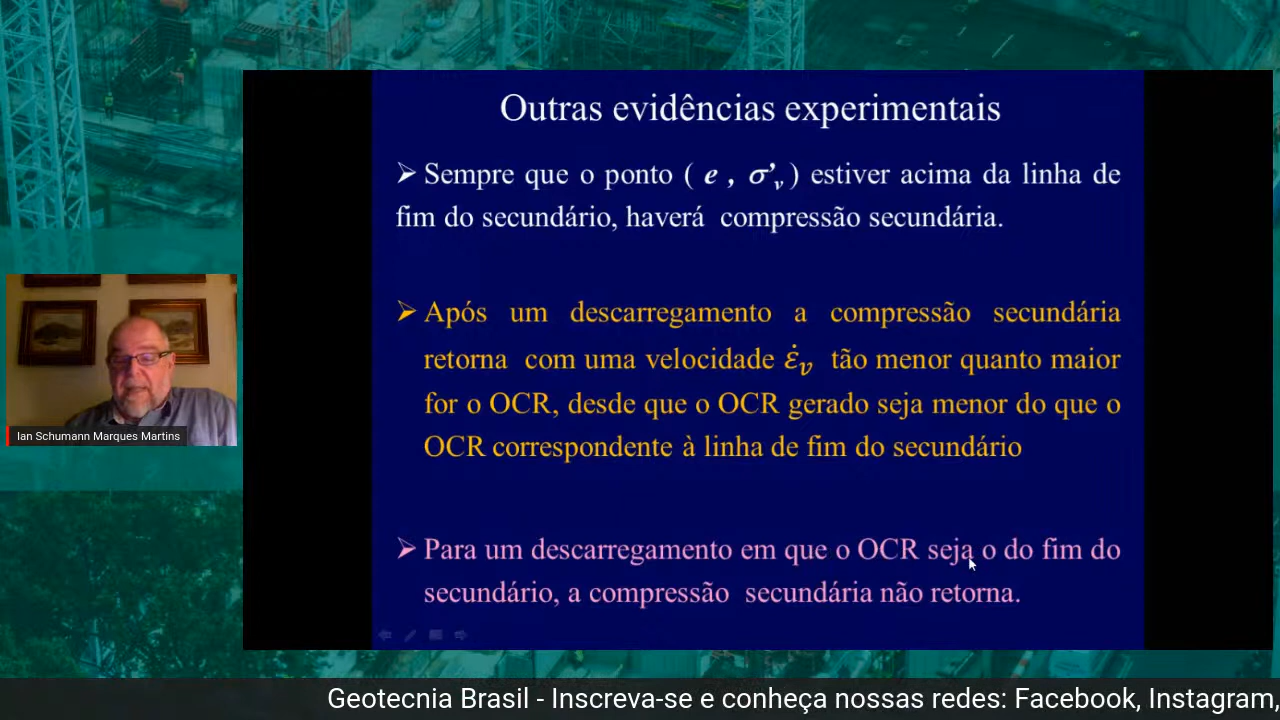 Outras evidências experimentais
➢ Sempre que o ponto ( e , σ'ᵥ ) estiver acima da linha de
fim do secundário, haverá compressão secundária.
➢ Após um descarregamento a compressão secundária
retorna com uma velocidade ε̇ᵥ tão menor quanto maior
for o OCR, desde que o OCR gerado seja menor do que o
OCR correspondente à linha de fim do secundário
➢ Para um descarregamento em que o OCR seja o do fim do
secundário, a compressão secundária não retorna.
Ian Schumann Marques Martins
Geotecnia Brasil - Inscreva-se e conheça nossas redes: Facebook, Instagram,